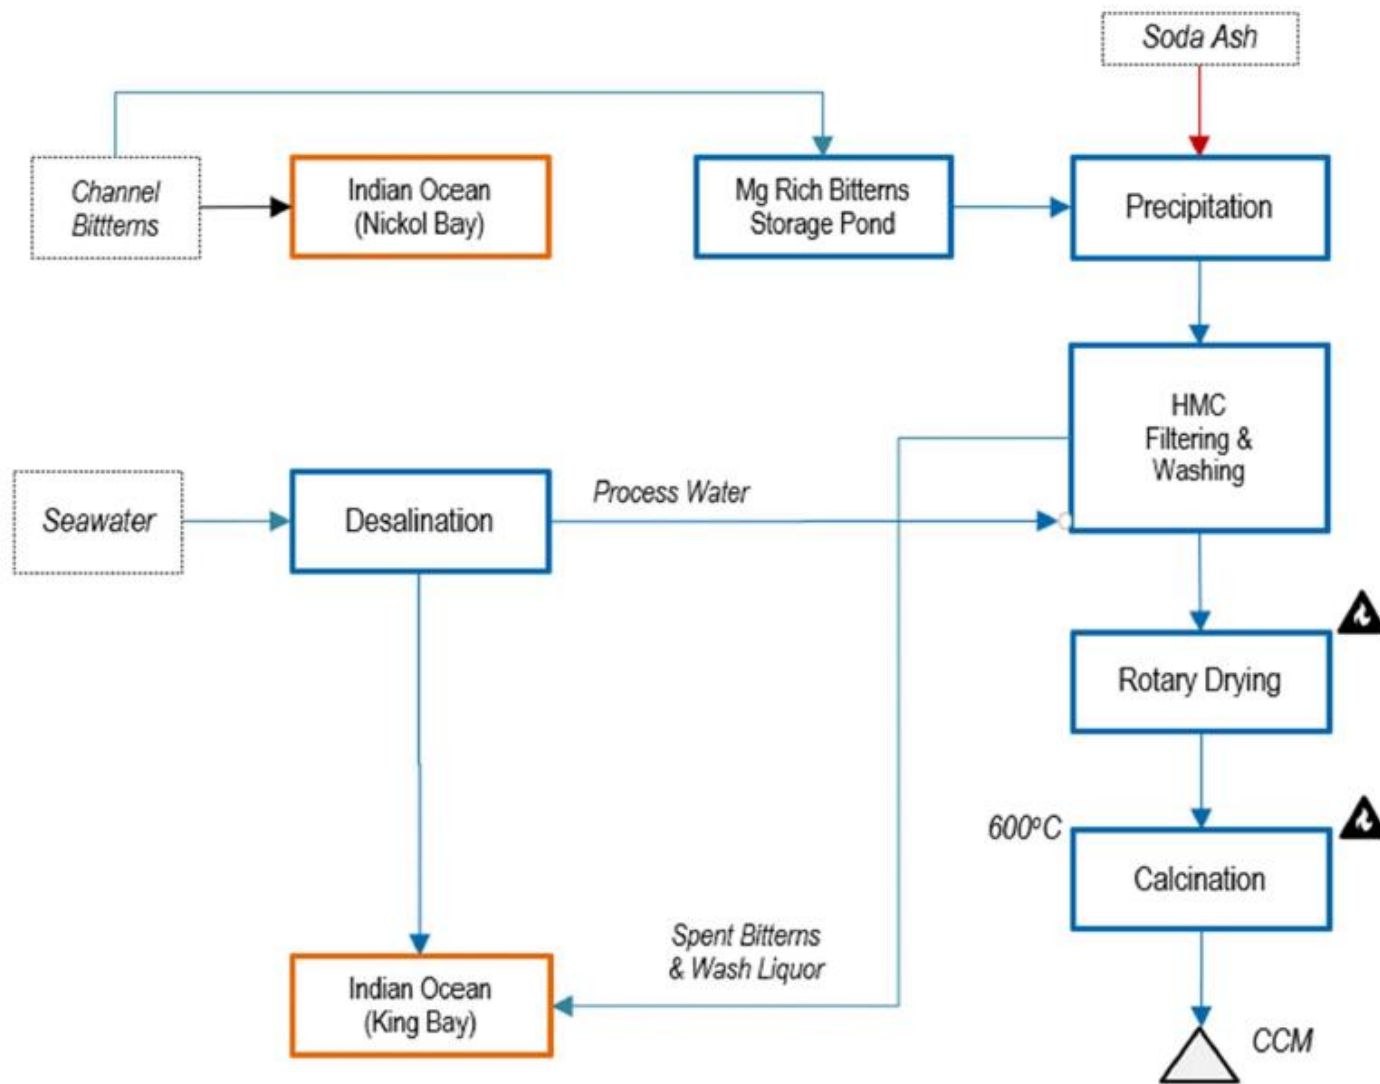 Soda Ash
Channel
Bittterns
Indian Ocean
(Nickol Bay)
Mg Rich Bitterns
Storage Pond
Precipitation
HMC
Filtering &
Washing
Seawater
Desalination
Process Water
Rotary Drying
600°C
Calcination
Spent Bitterns
& Wash Liquor
Indian Ocean
(King Bay)
CCM